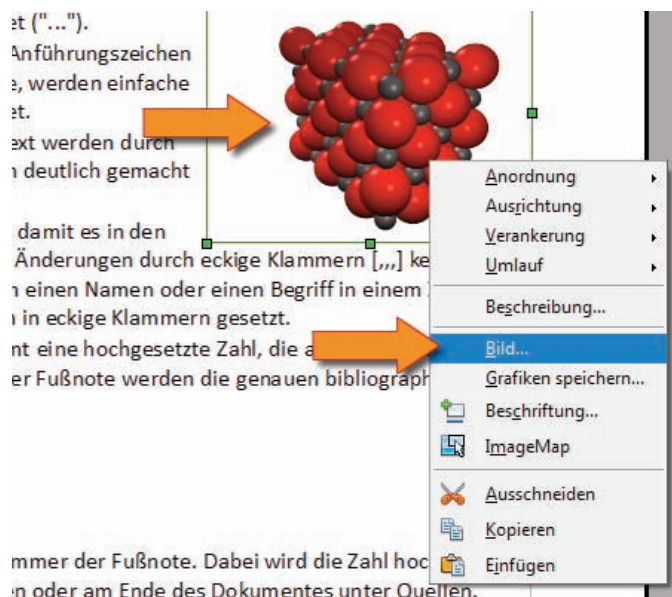 et ("...").
Anführungszeichen
e, werden einfache
et.
ext werden durch
n deutlich gemacht
damit es in den
Änderungen durch eckige Klammern [,,,] ke
n einen Namen oder einen Begriff in einem
n in eckige Klammern gesetzt.
mt eine hochgesetzte Zahl, die a
er Fußnote werden die genauen bibliograph
Anordnung
Ausrichtung
Verankerung
Umlauf
Beschreibung...
Bild...
Grafiken speichern...
Beschriftung...
ImageMap
Ausschneiden
Kopieren
Einfügen
mmer der Fußnote. Dabei wird die Zahl hoc
en oder am Ende des Dokumentes unter Quellen.